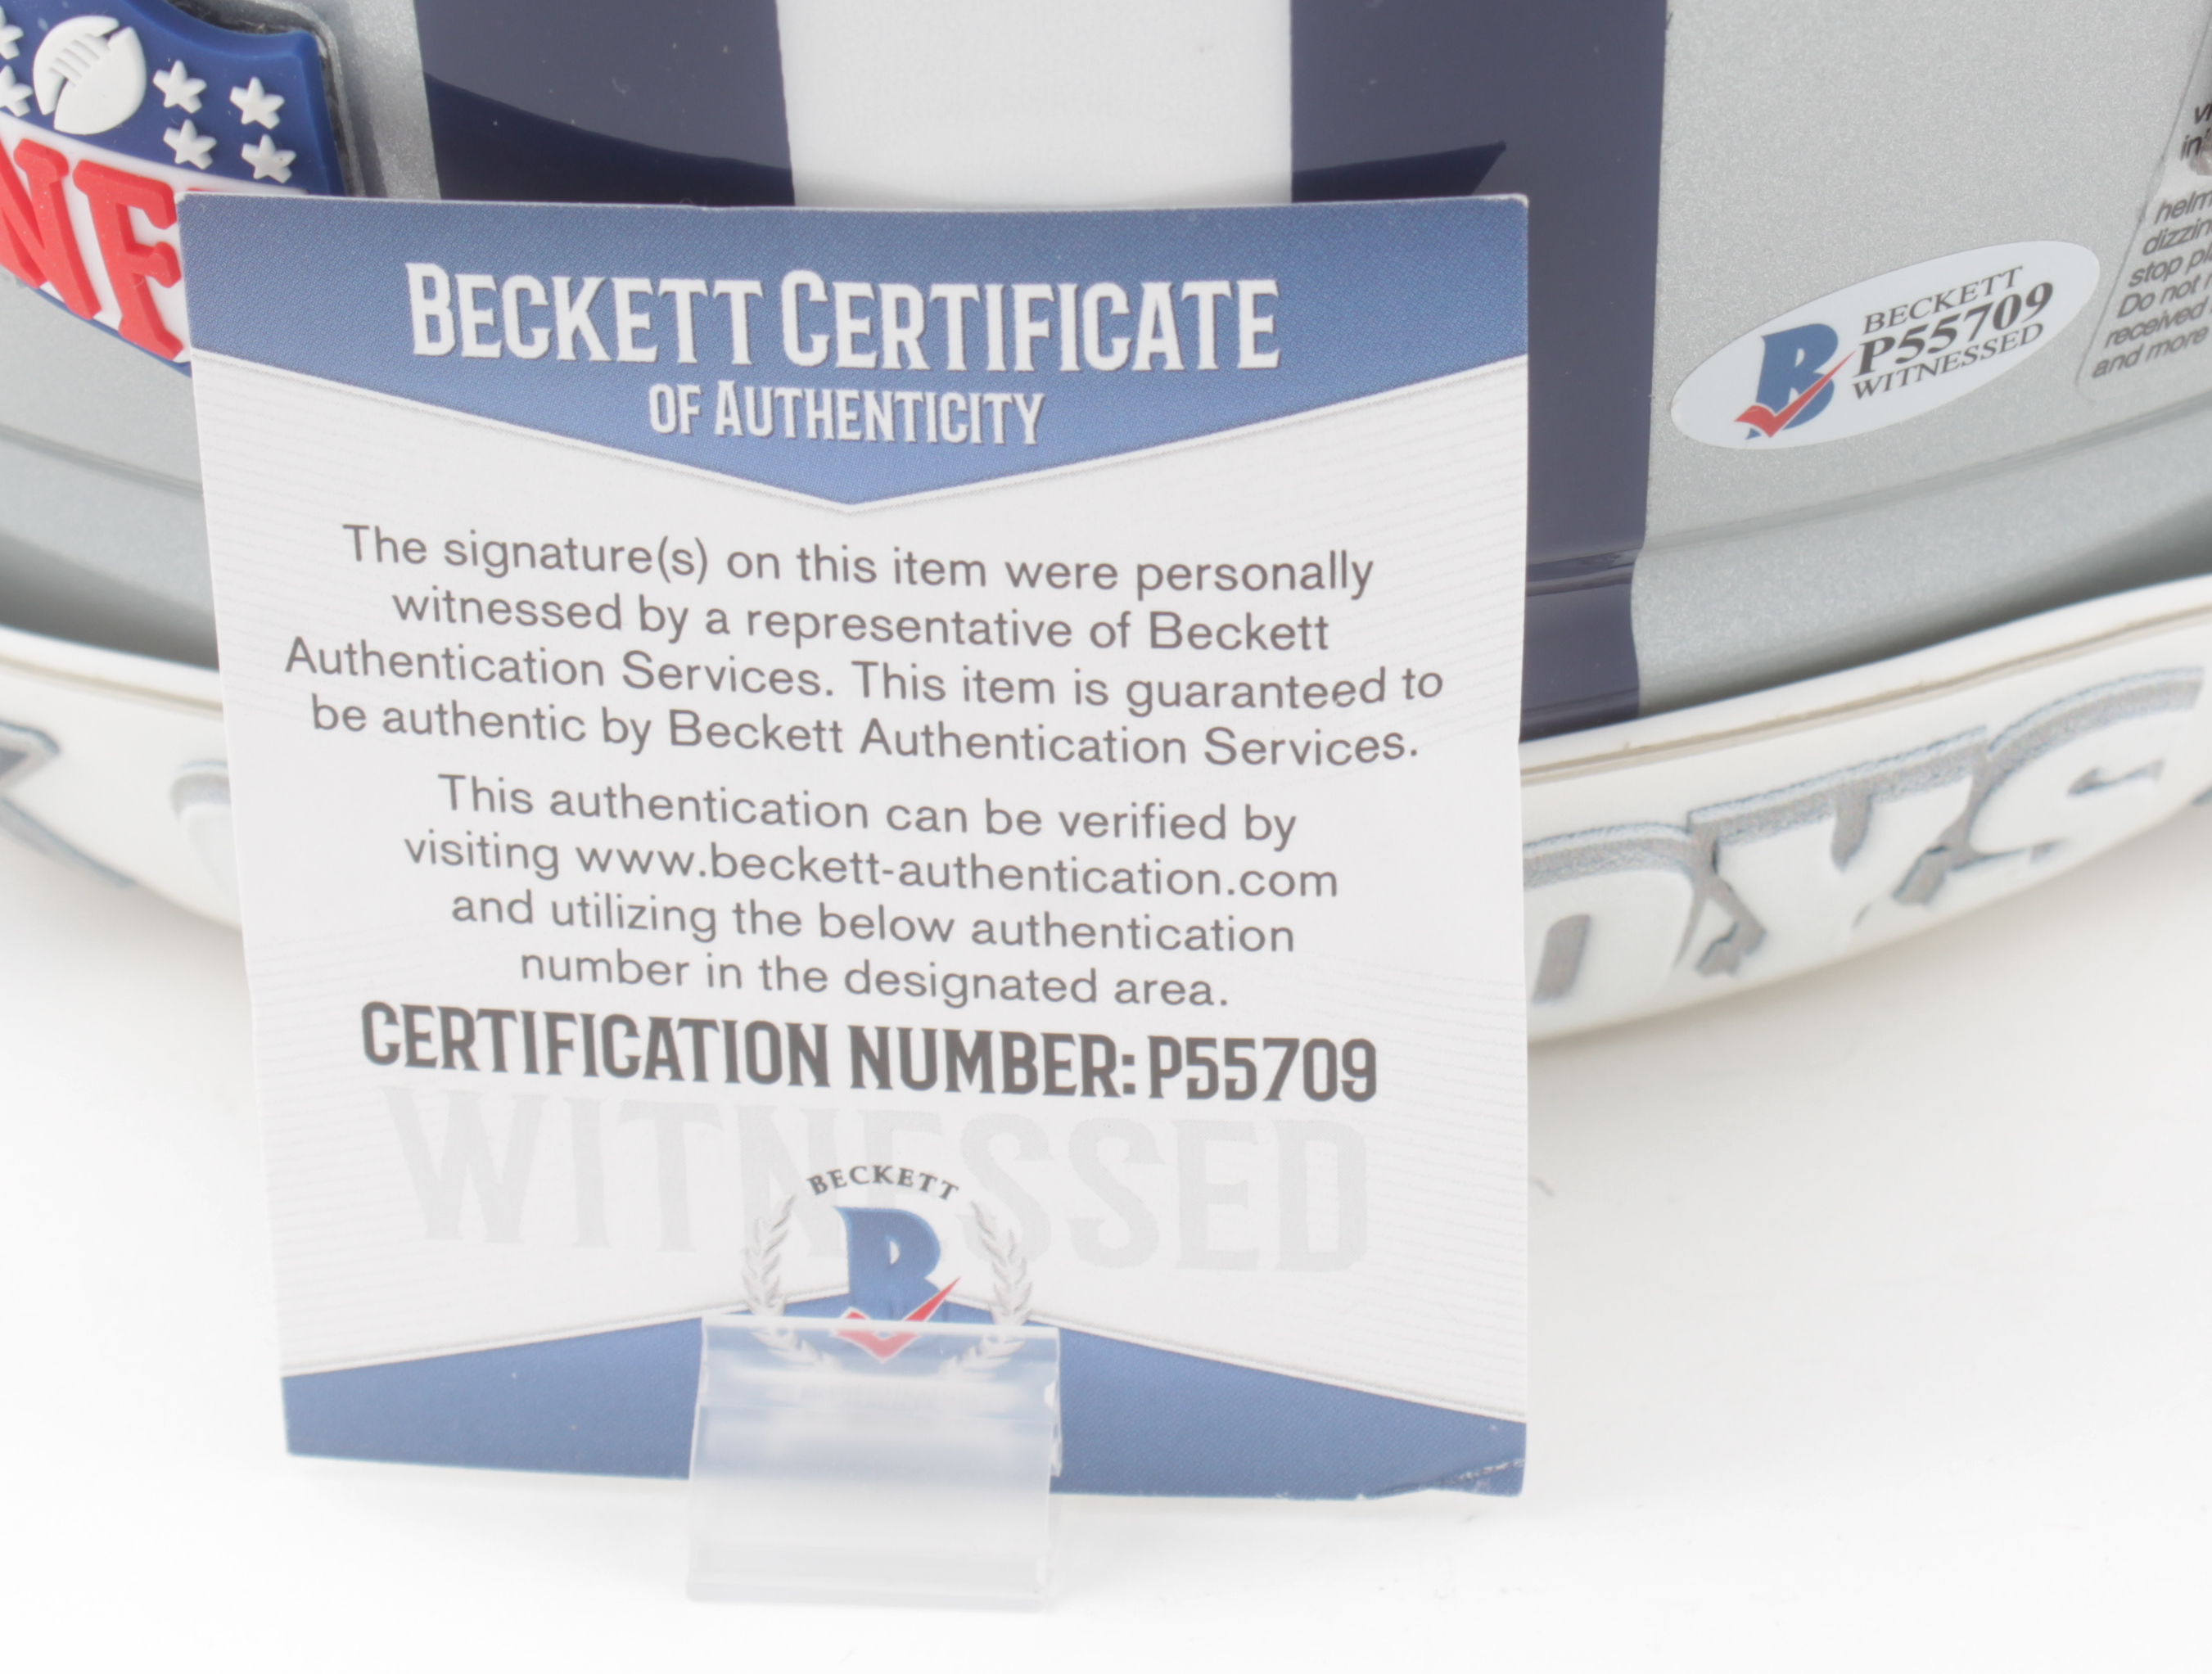 NF
BECKETT CERTIFICATE
OF AUTHENTICITY
The signature(s) on this item were personally
witnessed by a representative of Beckett
Authentication Services. This item is guaranteed to
be authentic by Beckett Authentication Services.
This authentication can be verified by
visiting www.beckett-authentication.com
and utilizing the below authentication
number in the designated area.
CERTIFICATION NUMBER: P55709
WITNESSED
BECKETT
B
BECKETT
P55709
WITNESSED
B
helm
dizzin
stop pl
Do not
received
and more
OYS